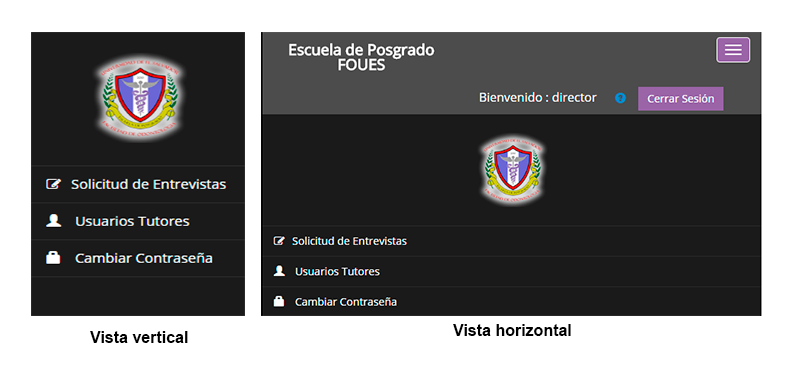 Solicitud de Entrevistas
Usuarios Tutores
Cambiar Contraseña
Vista vertical
Escuela de Posgrado
FOUES
Bienvenido : director
Cerrar Sesión
Solicitud de Entrevistas
Usuarios Tutores
Cambiar Contraseña
Vista horizontal